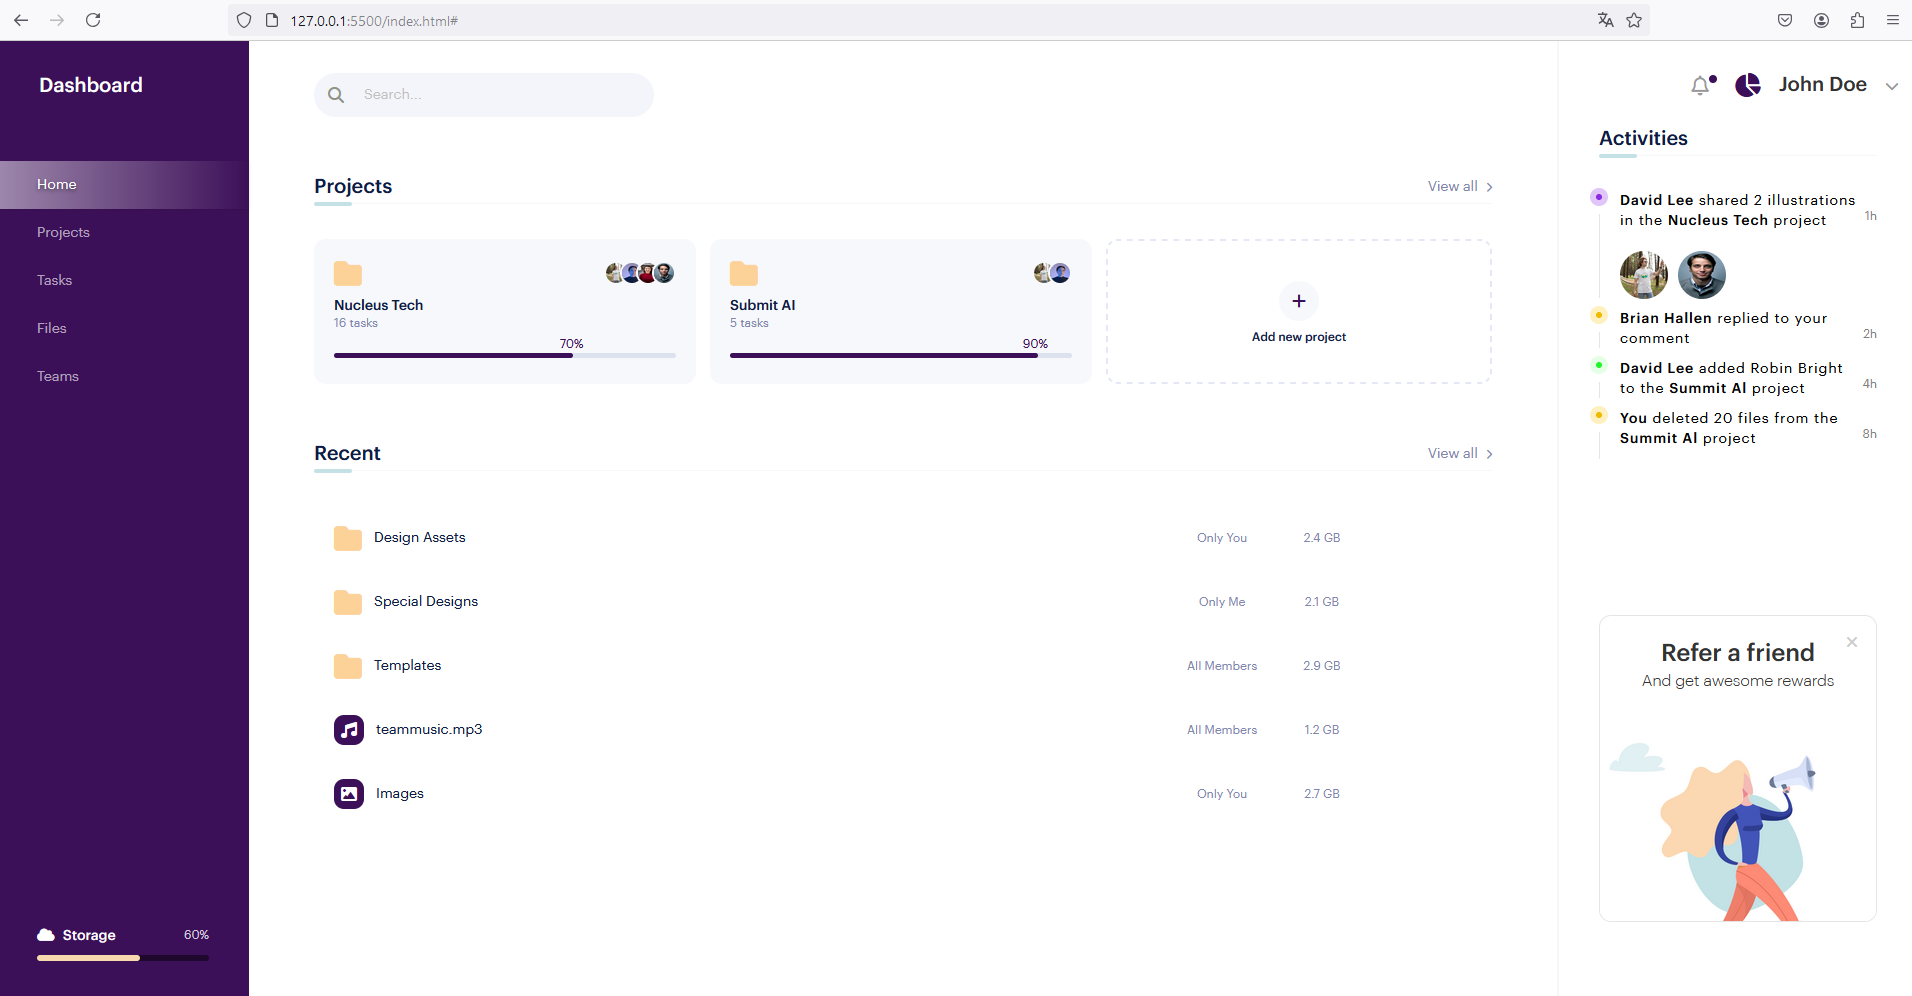 127.0.0.1:5500/index.html#
Dashboard
Home
Projects
Tasks
Files
Teams
Storage 60%
Search...
Projects
View all
Nucleus Tech
16 tasks
70%
Submit AI
5 tasks
90%
Add new project
Recent
View all
Design Assets Only You 2.4 GB
Special Designs Only Me 2.1 GB
Templates All Members 2.9 GB
teammusic.mp3 All Members 1.2 GB
Images Only You 2.7 GB
John Doe
Activities
David Lee shared 2 illustrations
in the Nucleus Tech project
1h
Brian Hallen replied to your
comment
2h
David Lee added Robin Bright
to the Summit Al project
4h
You deleted 20 files from the
Summit Al project
8h
Refer a friend
And get awesome rewards